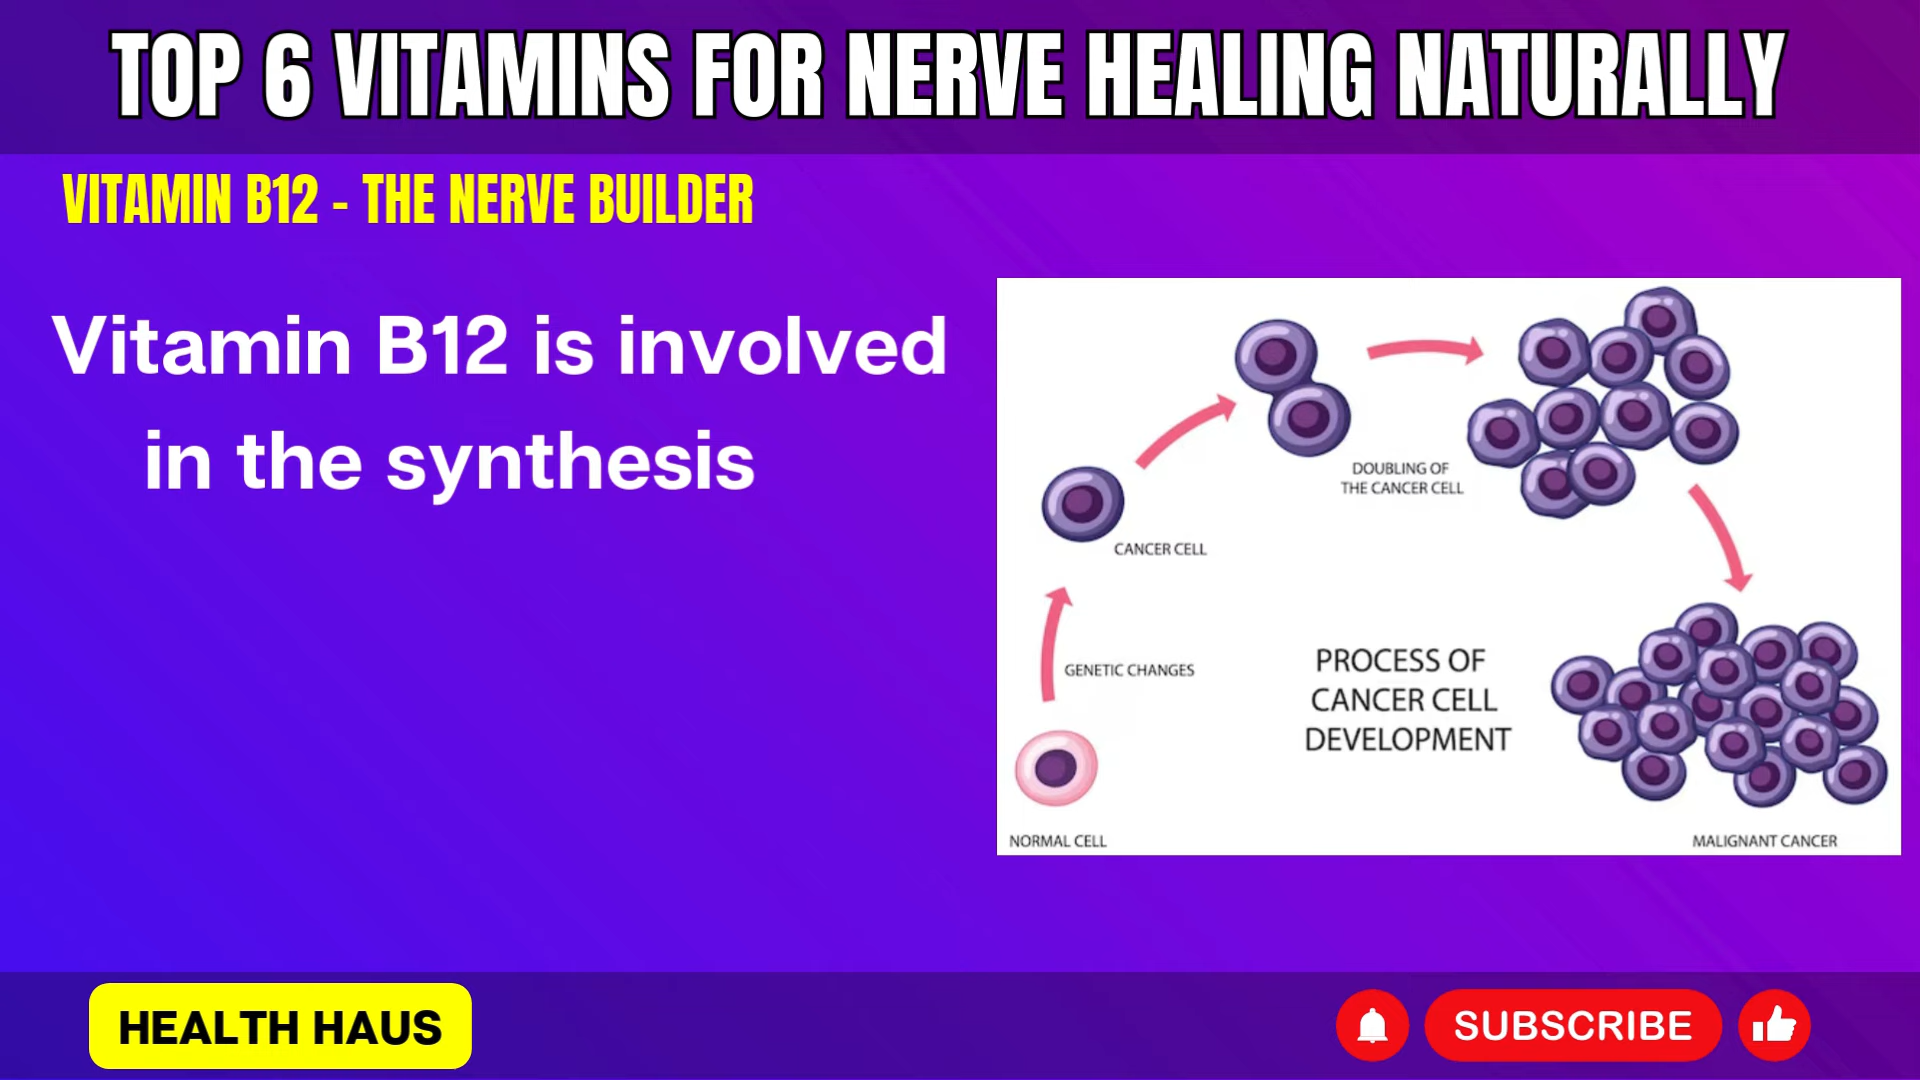 TOP 6 VITAMINS FOR NERVE HEALING NATURALLY
VITAMIN B12 - THE NERVE BUILDER
Vitamin B12 is involved
in the synthesis
DOUBLING OF
THE CANCER CELL
CANCER CELL
GENETIC CHANGES
PROCESS OF
CANCER CELL
DEVELOPMENT
NORMAL CELL
MALIGNANT CANCER
HEALTH HAUS
SUBSCRIBE